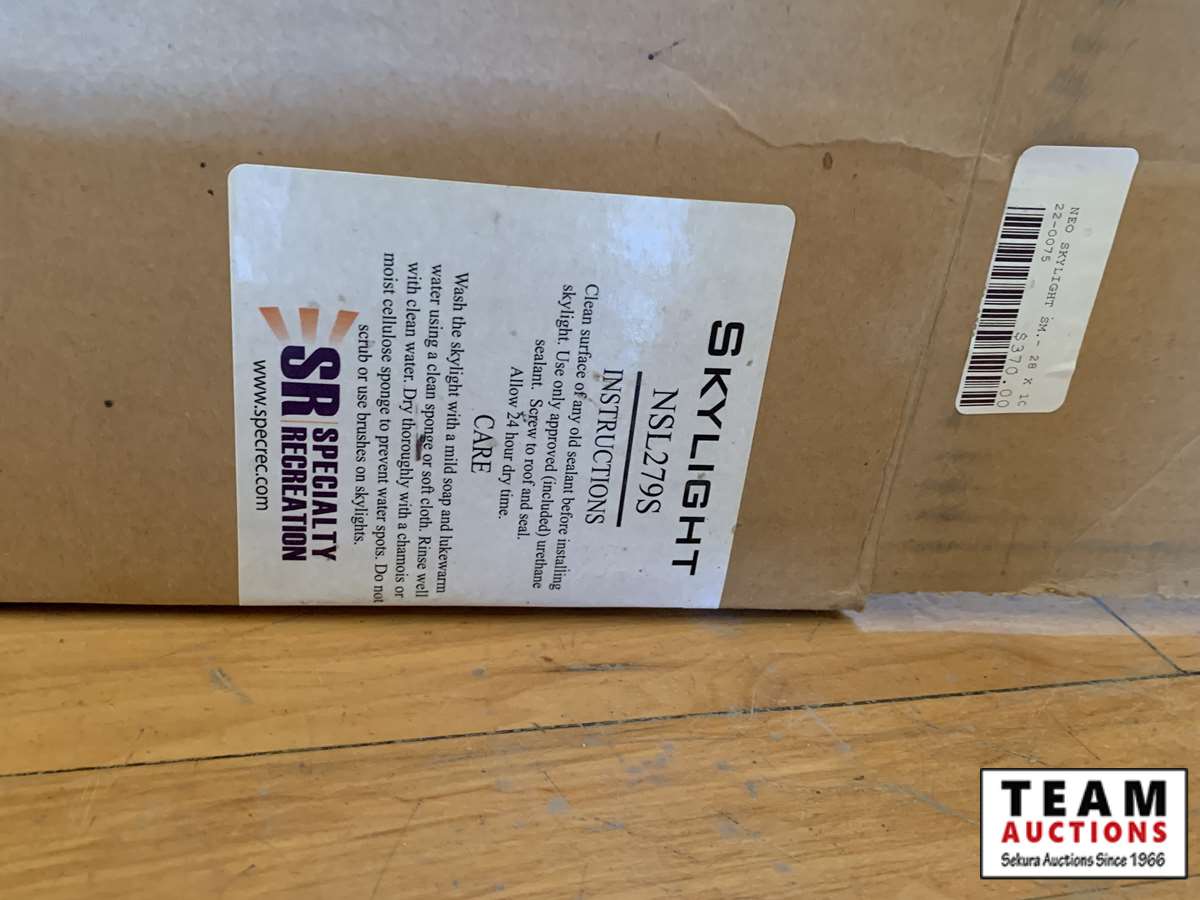 SKYLIGHT
NSL279S
INSTRUCTIONS
Clean surface of any old sealant before installing
skylight. Use only approved (included) urethane
sealant. Screw to roof and seal.
Allow 24 hour dry time.
CARE
Wash the skylight with a mild soap and lukewarm
water using a clean sponge or soft cloth. Rinse well
with clean water. Dry thoroughly with a chamois or
moist cellulose sponge to prevent water spots. Do not
scrub or use brushes on skylights.
SR SPECIALTY
RECREATION
www.specrec.com
NEO SKYLIGHT SM.- 28 X 1C
22-0075
$370.00
TEAM
AUCTIONS
Sekura Auctions Since 1966